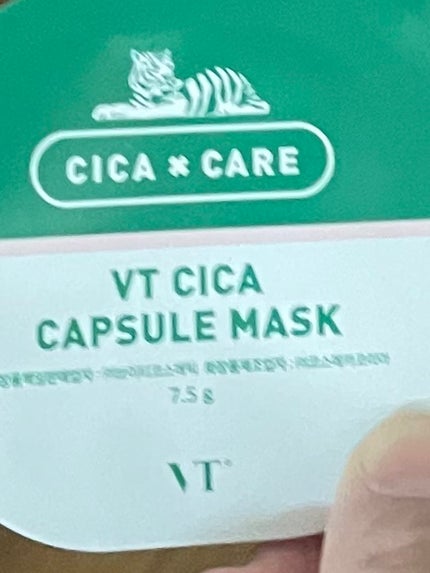 CICA × CARE
VT CICA
CAPSULE MASK
7.5 g
VT